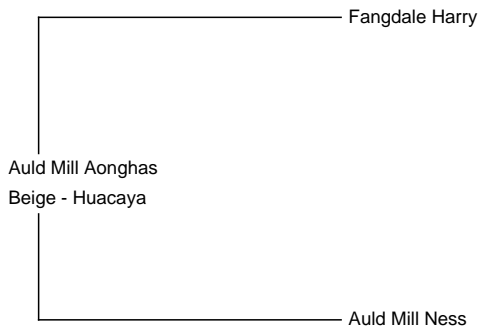 Fangdale Harry
Auld Mill Aonghas
Beige - Huacaya
Auld Mill Ness